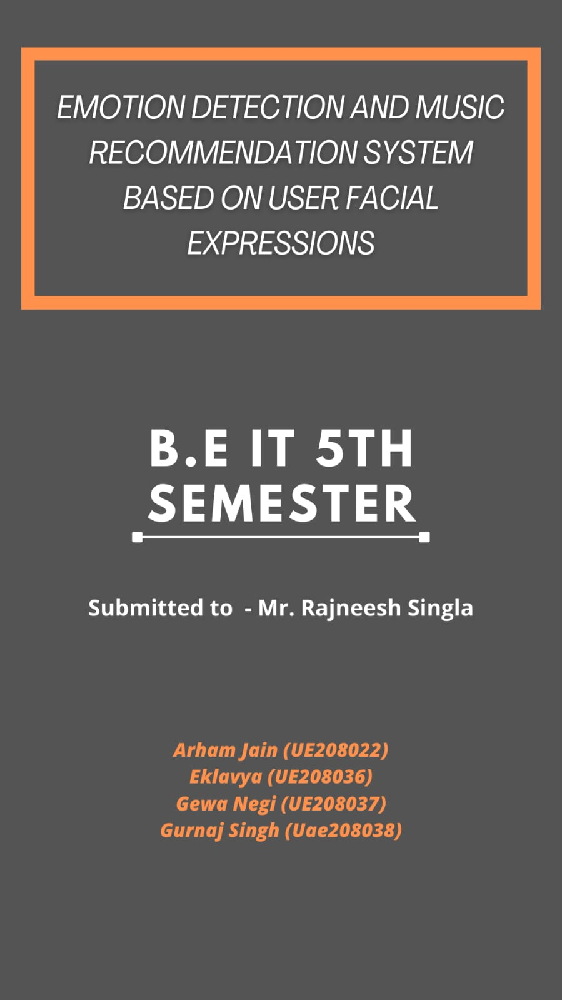 EMOTION DETECTION AND MUSIC
RECOMMENDATION SYSTEM
BASED ON USER FACIAL
EXPRESSIONS
B.E IT 5TH
SEMESTER
Submitted to  - Mr. Rajneesh Singla
Arham Jain (UE208022)
Eklavya (UE208036)
Gewa Negi (UE208037)
Gurnaj Singh (Uae208038)